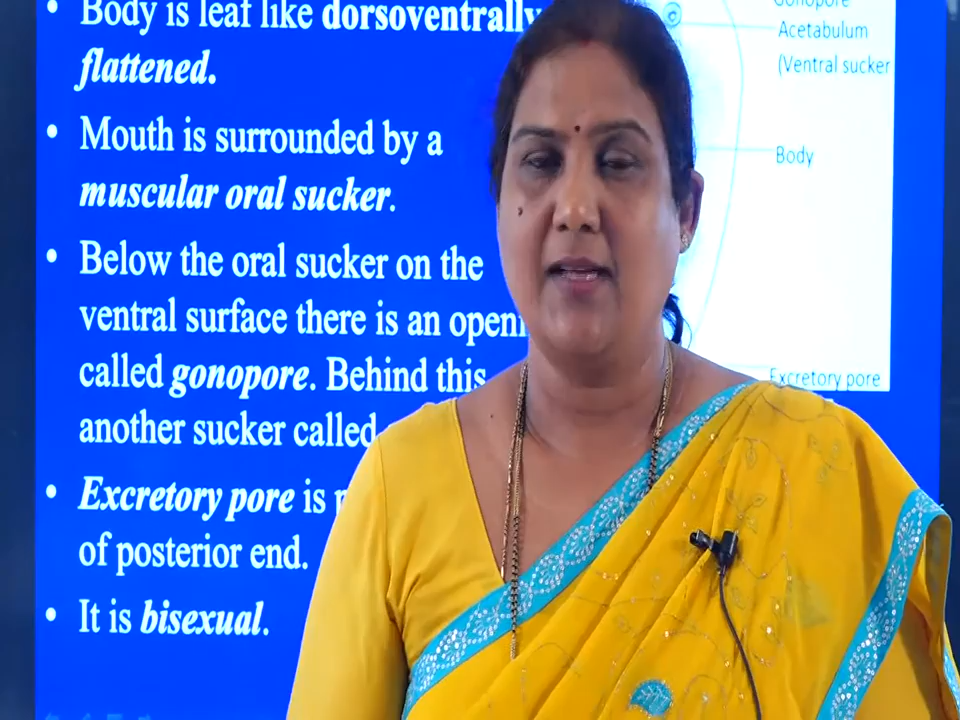 • Body is leaf like dorsoventrally
flattened.
• Mouth is surrounded by a
muscular oral sucker.
• Below the oral sucker on the
ventral surface there is an
called gonopore. Behind this
another sucker called
• Excretory pore is
of posterior end.
• It is bisexual.
Gonopore
Acetabulum
(Ventral sucker
Body
Excretory pore